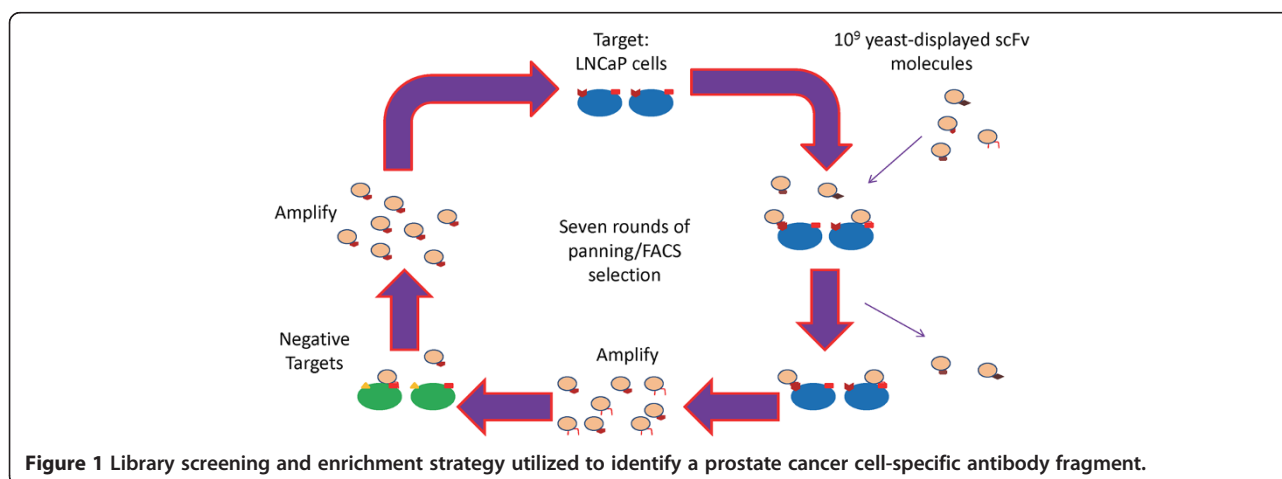 Target:
LNCaP cells
10⁹ yeast-displayed scFv
molecules
Amplify
Seven rounds of
panning/FACS
selection
Negative
Targets
Amplify
Figure 1 Library screening and enrichment strategy utilized to identify a prostate cancer cell-specific antibody fragment.